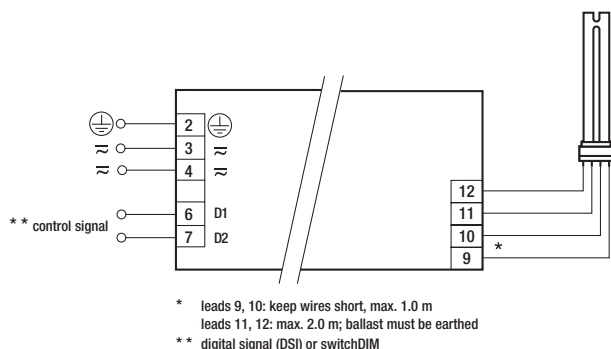 2
≂ 3 ≂
≂ 4 ≂
6 D1
7 D2
* * control signal
12
11
10
9
*
* leads 9, 10: keep wires short, max. 1.0 m
leads 11, 12: max. 2.0 m; ballast must be earthed
* * digital signal (DSI) or switchDIM